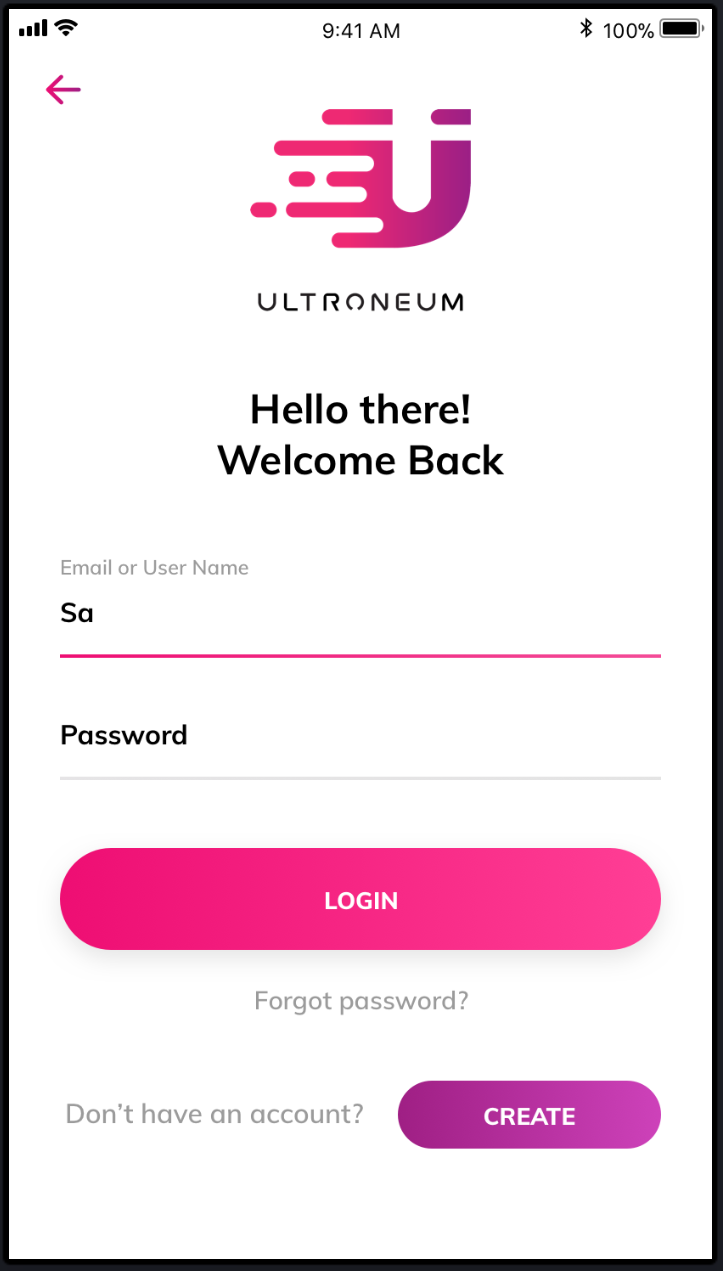 9:41 AM
100%
ULTRONEUM
Hello there!
Welcome Back
Email or User Name
Sa
Password
LOGIN
Forgot password?
Don’t have an account?
CREATE